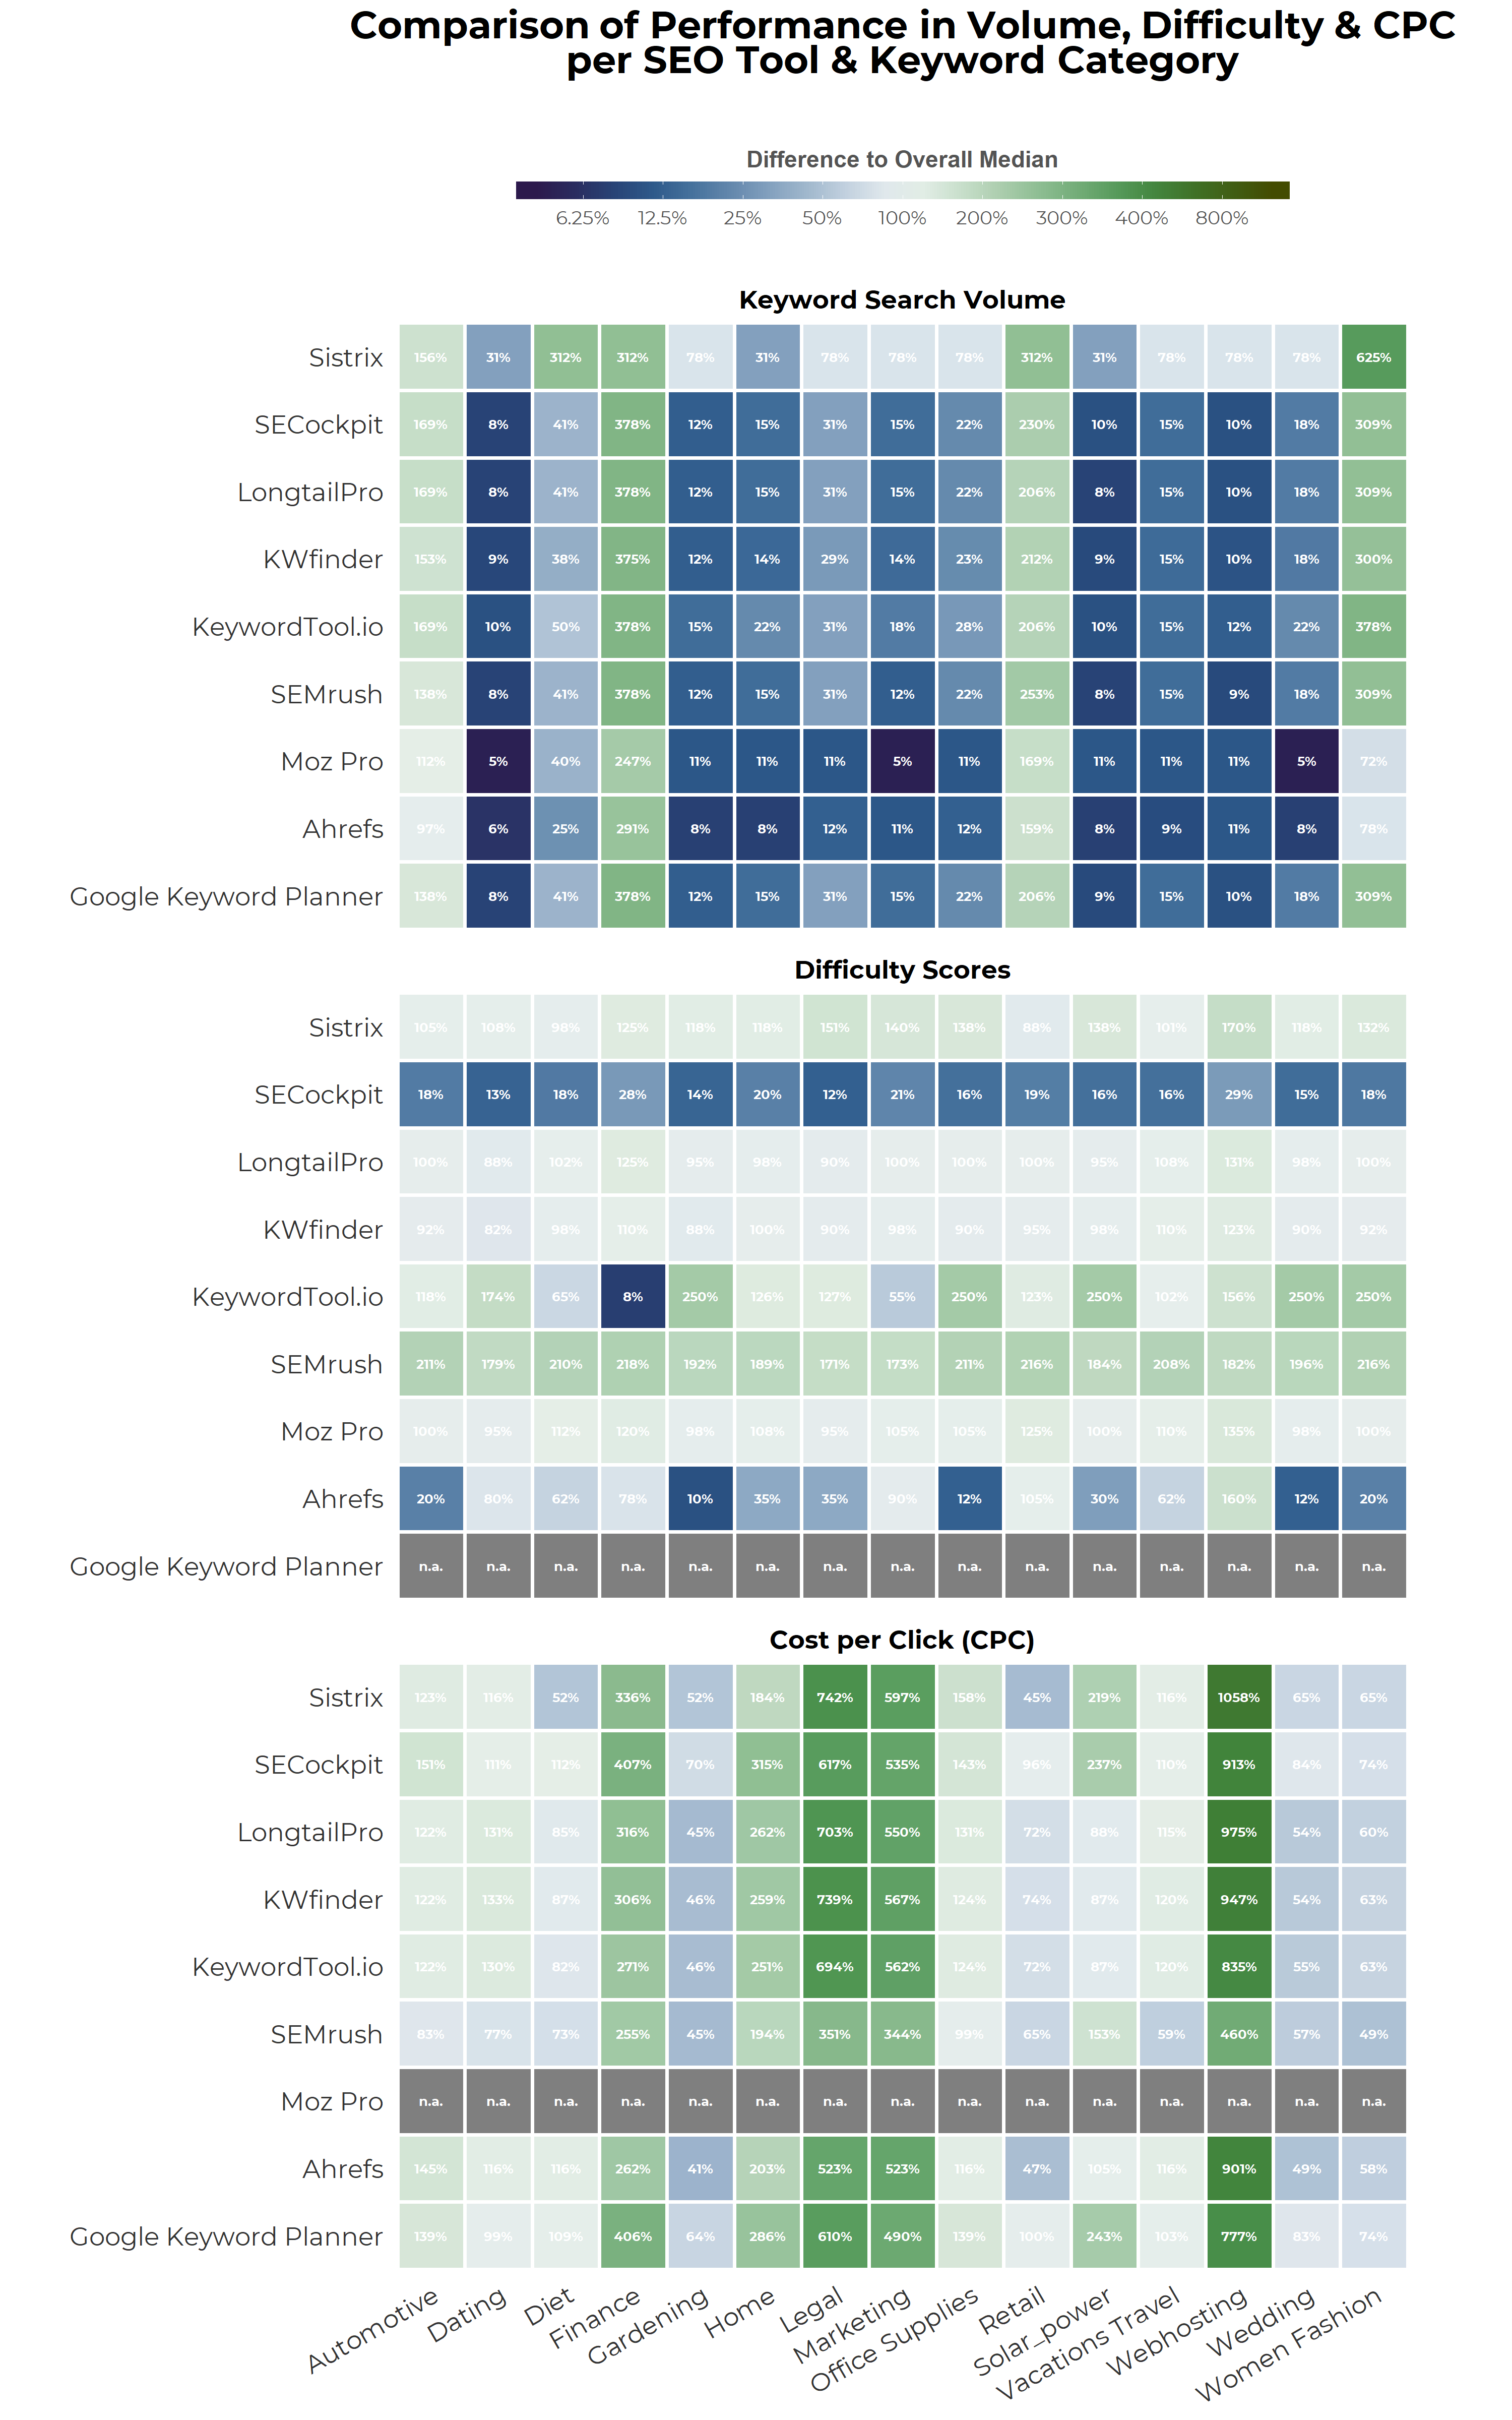 Comparison of Performance in Volume, Difficulty & CPC
per SEO Tool & Keyword Category
Difference to Overall Median
6.25% 12.5% 25% 50% 100% 200% 300% 400% 800%
Keyword Search Volume
Sistrix 156% 31% 312% 312% 78% 31% 78% 78% 78% 312% 31% 78% 78% 78% 625%
SECockpit 169% 8% 41% 378% 12% 15% 31% 15% 22% 230% 10% 15% 10% 18% 309%
LongtailPro 169% 8% 41% 378% 12% 15% 31% 15% 22% 206% 8% 15% 10% 18% 309%
KWfinder 153% 9% 38% 375% 12% 14% 29% 14% 23% 212% 9% 15% 10% 18% 300%
KeywordTool.io 169% 10% 50% 378% 15% 22% 31% 18% 28% 206% 10% 15% 12% 22% 378%
SEMrush 138% 8% 41% 378% 12% 15% 31% 12% 22% 253% 8% 15% 9% 18% 309%
Moz Pro 112% 5% 40% 247% 11% 11% 11% 5% 11% 169% 11% 11% 11% 5% 72%
Ahrefs 97% 6% 25% 291% 8% 8% 12% 11% 12% 159% 8% 9% 11% 8% 78%
Google Keyword Planner 138% 8% 41% 378% 12% 15% 31% 15% 22% 206% 9% 15% 10% 18% 309%
Difficulty Scores
Sistrix 105% 108% 98% 125% 118% 118% 151% 140% 138% 88% 138% 101% 170% 118% 132%
SECockpit 18% 13% 18% 28% 14% 20% 12% 21% 16% 19% 16% 16% 29% 15% 18%
LongtailPro 100% 88% 102% 125% 95% 98% 90% 100% 100% 100% 95% 108% 131% 98% 100%
KWfinder 92% 82% 98% 110% 88% 100% 90% 98% 90% 95% 98% 110% 123% 90% 92%
KeywordTool.io 118% 174% 65% 8% 250% 126% 127% 55% 250% 123% 250% 102% 156% 250% 250%
SEMrush 211% 179% 210% 218% 192% 189% 171% 173% 211% 216% 184% 208% 182% 196% 216%
Moz Pro 100% 95% 112% 120% 98% 108% 95% 105% 105% 125% 100% 110% 135% 98% 100%
Ahrefs 20% 80% 62% 78% 10% 35% 35% 90% 12% 105% 30% 62% 160% 12% 20%
Google Keyword Planner n.a. n.a. n.a. n.a. n.a. n.a. n.a. n.a. n.a. n.a. n.a. n.a. n.a. n.a. n.a.
Cost per Click (CPC)
Sistrix 123% 116% 52% 336% 52% 184% 742% 597% 158% 45% 219% 116% 1058% 65% 65%
SECockpit 151% 111% 112% 407% 70% 315% 617% 535% 143% 96% 237% 110% 913% 84% 74%
LongtailPro 122% 131% 85% 316% 45% 262% 703% 550% 131% 72% 88% 115% 975% 54% 60%
KWfinder 122% 133% 87% 306% 46% 259% 739% 567% 124% 74% 87% 120% 947% 54% 63%
KeywordTool.io 122% 130% 82% 271% 46% 251% 694% 562% 124% 72% 87% 120% 835% 55% 63%
SEMrush 83% 77% 73% 255% 45% 194% 351% 344% 99% 65% 153% 59% 460% 57% 49%
Moz Pro n.a. n.a. n.a. n.a. n.a. n.a. n.a. n.a. n.a. n.a. n.a. n.a. n.a. n.a. n.a.
Ahrefs 145% 116% 116% 262% 41% 203% 523% 523% 116% 47% 105% 116% 901% 49% 58%
Google Keyword Planner 139% 99% 109% 406% 64% 286% 610% 490% 139% 100% 243% 103% 777% 83% 74%
Automotive Dating Diet Finance Gardening Home Legal Marketing Office Supplies Retail Solar_power Vacations Travel Webhosting Wedding Women Fashion